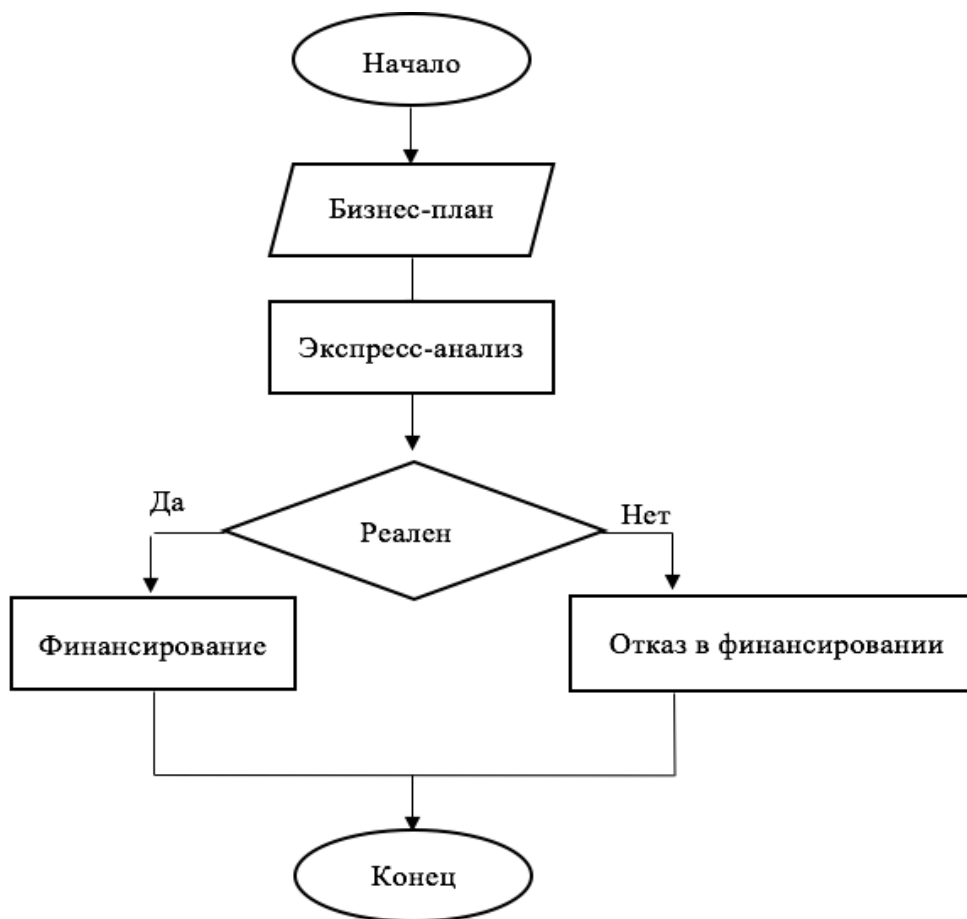 Начало
Бизнес-план
Экспресс-анализ
Да
Реален
Нет
Финансирование
Отказ в финансировании
Конец